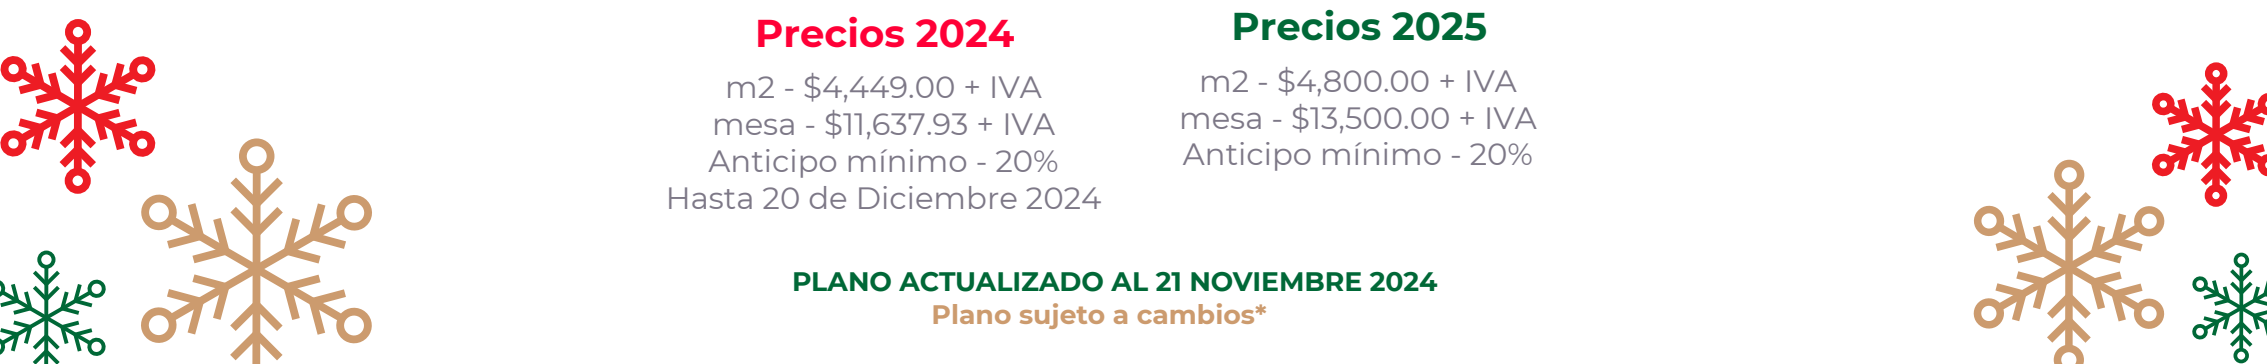 Precios 2024
m2 - $4,449.00 + IVA
mesa - $11,637.93 + IVA
Anticipo mínimo - 20%
Hasta 20 de Diciembre 2024
Precios 2025
m2 - $4,800.00 + IVA
mesa - $13,500.00 + IVA
Anticipo mínimo - 20%
PLANO ACTUALIZADO AL 21 NOVIEMBRE 2024
Plano sujeto a cambios*